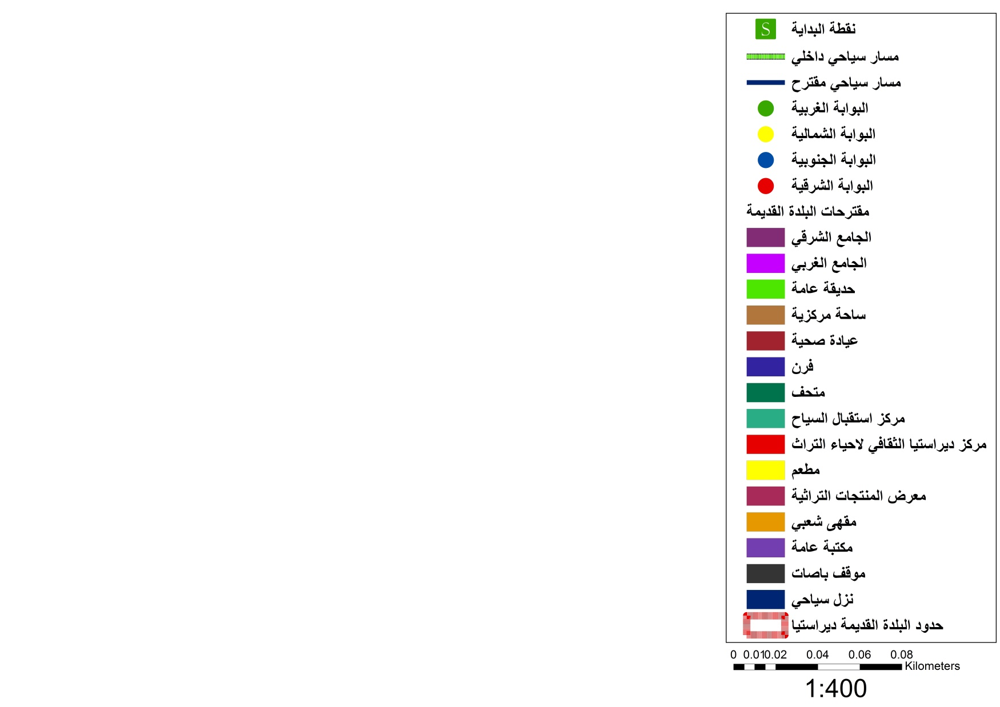 S نقطة البداية
مسار سياحي داخلي
مسار سياحي مقترح
البوابة الغربية
البوابة الشمالية
البوابة الجنوبية
البوابة الشرقية
مقترحات البلدة القديمة
الجامع الشرقي
الجامع الغربي
حديقة عامة
ساحة مركزية
عيادة صحية
فرن
متحف
مركز استقبال السياح
مركز ديراستيا الثقافي لاحياء التراث
مطعم
معرض المنتجات التراثية
مقهى شعبي
مكتبة عامة
موقف باصات
نزل سياحي
حدود البلدة القديمة ديراستيا
0 0.01 0.02 0.04 0.06 0.08
Kilometers
1:400